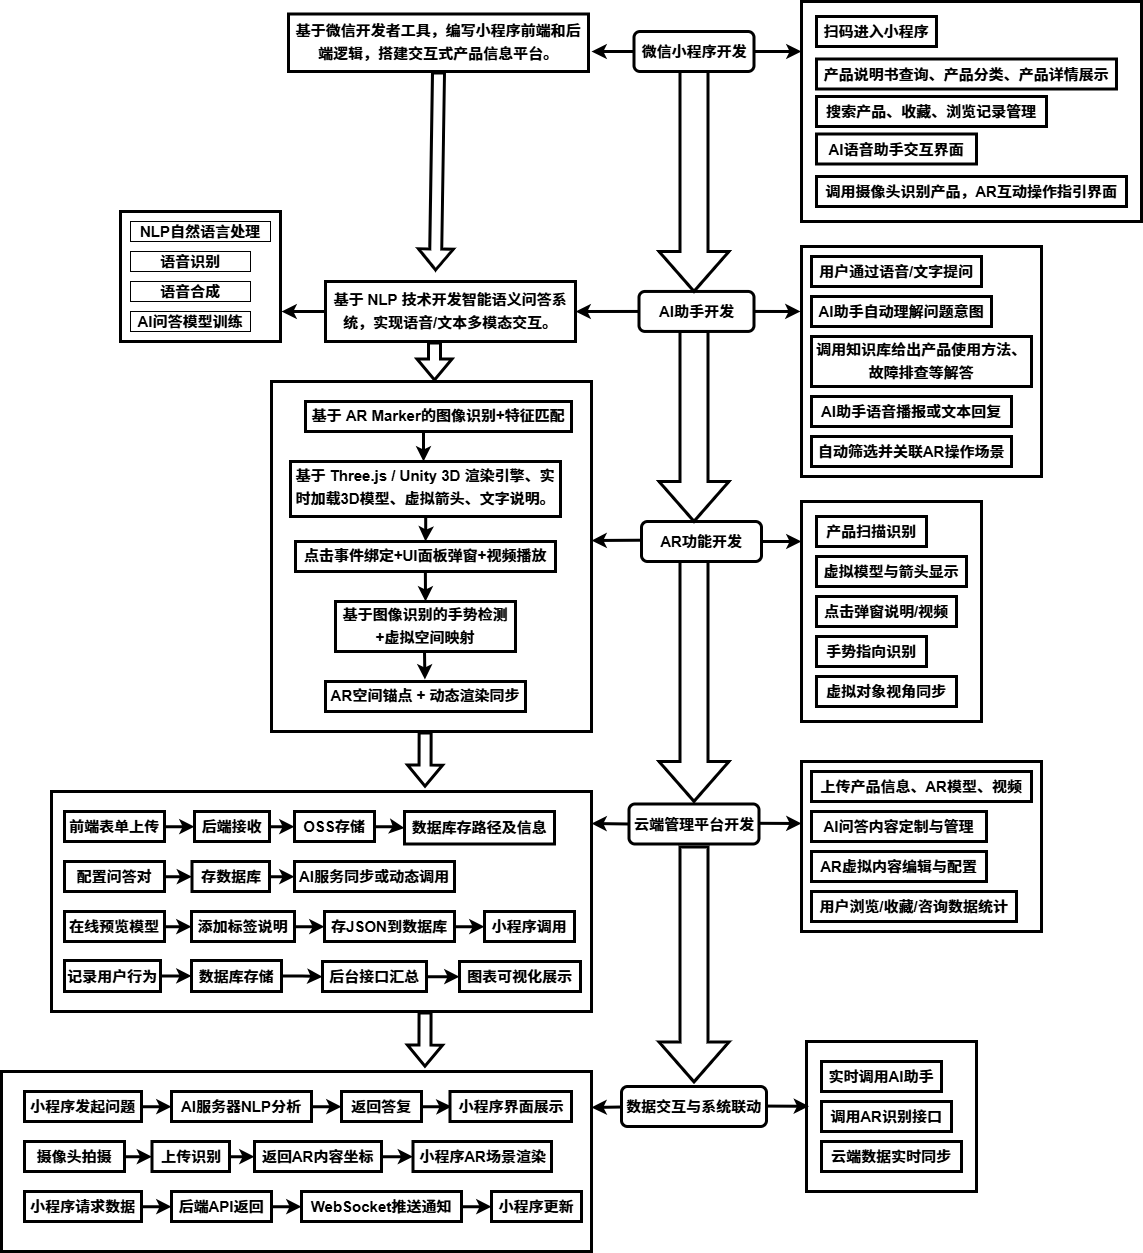 基于微信开发者工具，编写小程序前端和后
端逻辑，搭建交互式产品信息平台。
微信小程序开发
扫码进入小程序
产品说明书查询、产品分类、产品详情展示
搜索产品、收藏、浏览记录管理
AI语音助手交互界面
调用摄像头识别产品，AR互动操作指引界面
NLP自然语言处理
语音识别
语音合成
AI问答模型训练
基于 NLP 技术开发智能语义问答系
统，实现语音/文本多模态交互。
AI助手开发
用户通过语音/文字提问
AI助手自动理解问题意图
调用知识库给出产品使用方法、
故障排查等解答
AI助手语音播报或文本回复
自动筛选并关联AR操作场景
基于 AR Marker的图像识别+特征匹配
基于 Three.js / Unity 3D 渲染引擎、实
时加载3D模型、虚拟箭头、文字说明。
点击事件绑定+UI面板弹窗+视频播放
基于图像识别的手势检测
+虚拟空间映射
AR空间锚点 + 动态渲染同步
AR功能开发
产品扫描识别
虚拟模型与箭头显示
点击弹窗说明/视频
手势指向识别
虚拟对象视角同步
前端表单上传
后端接收
OSS存储
数据库存路径及信息
配置问答对
存数据库
AI服务同步或动态调用
在线预览模型
添加标签说明
存JSON到数据库
小程序调用
记录用户行为
数据库存储
后台接口汇总
图表可视化展示
云端管理平台开发
上传产品信息、AR模型、视频
AI问答内容定制与管理
AR虚拟内容编辑与配置
用户浏览/收藏/咨询数据统计
小程序发起问题
AI服务器NLP分析
返回答复
小程序界面展示
摄像头拍摄
上传识别
返回AR内容坐标
小程序AR场景渲染
小程序请求数据
后端API返回
WebSocket推送通知
小程序更新
数据交互与系统联动
实时调用AI助手
调用AR识别接口
云端数据实时同步